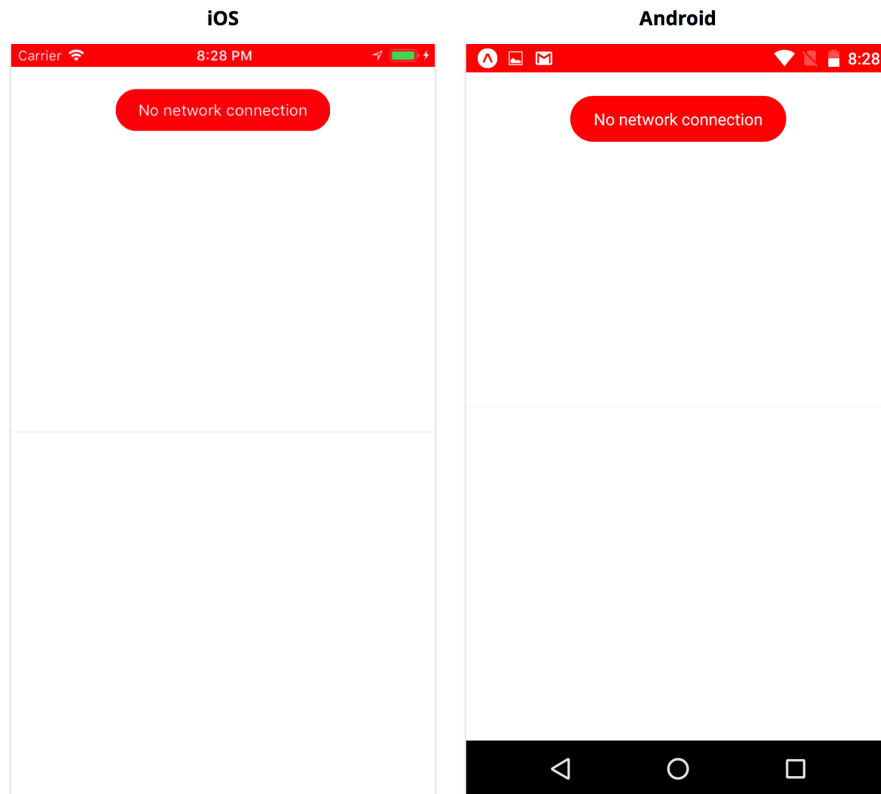 iOS
Android
Carrier 8:28 PM
8:28
No network connection
No network connection